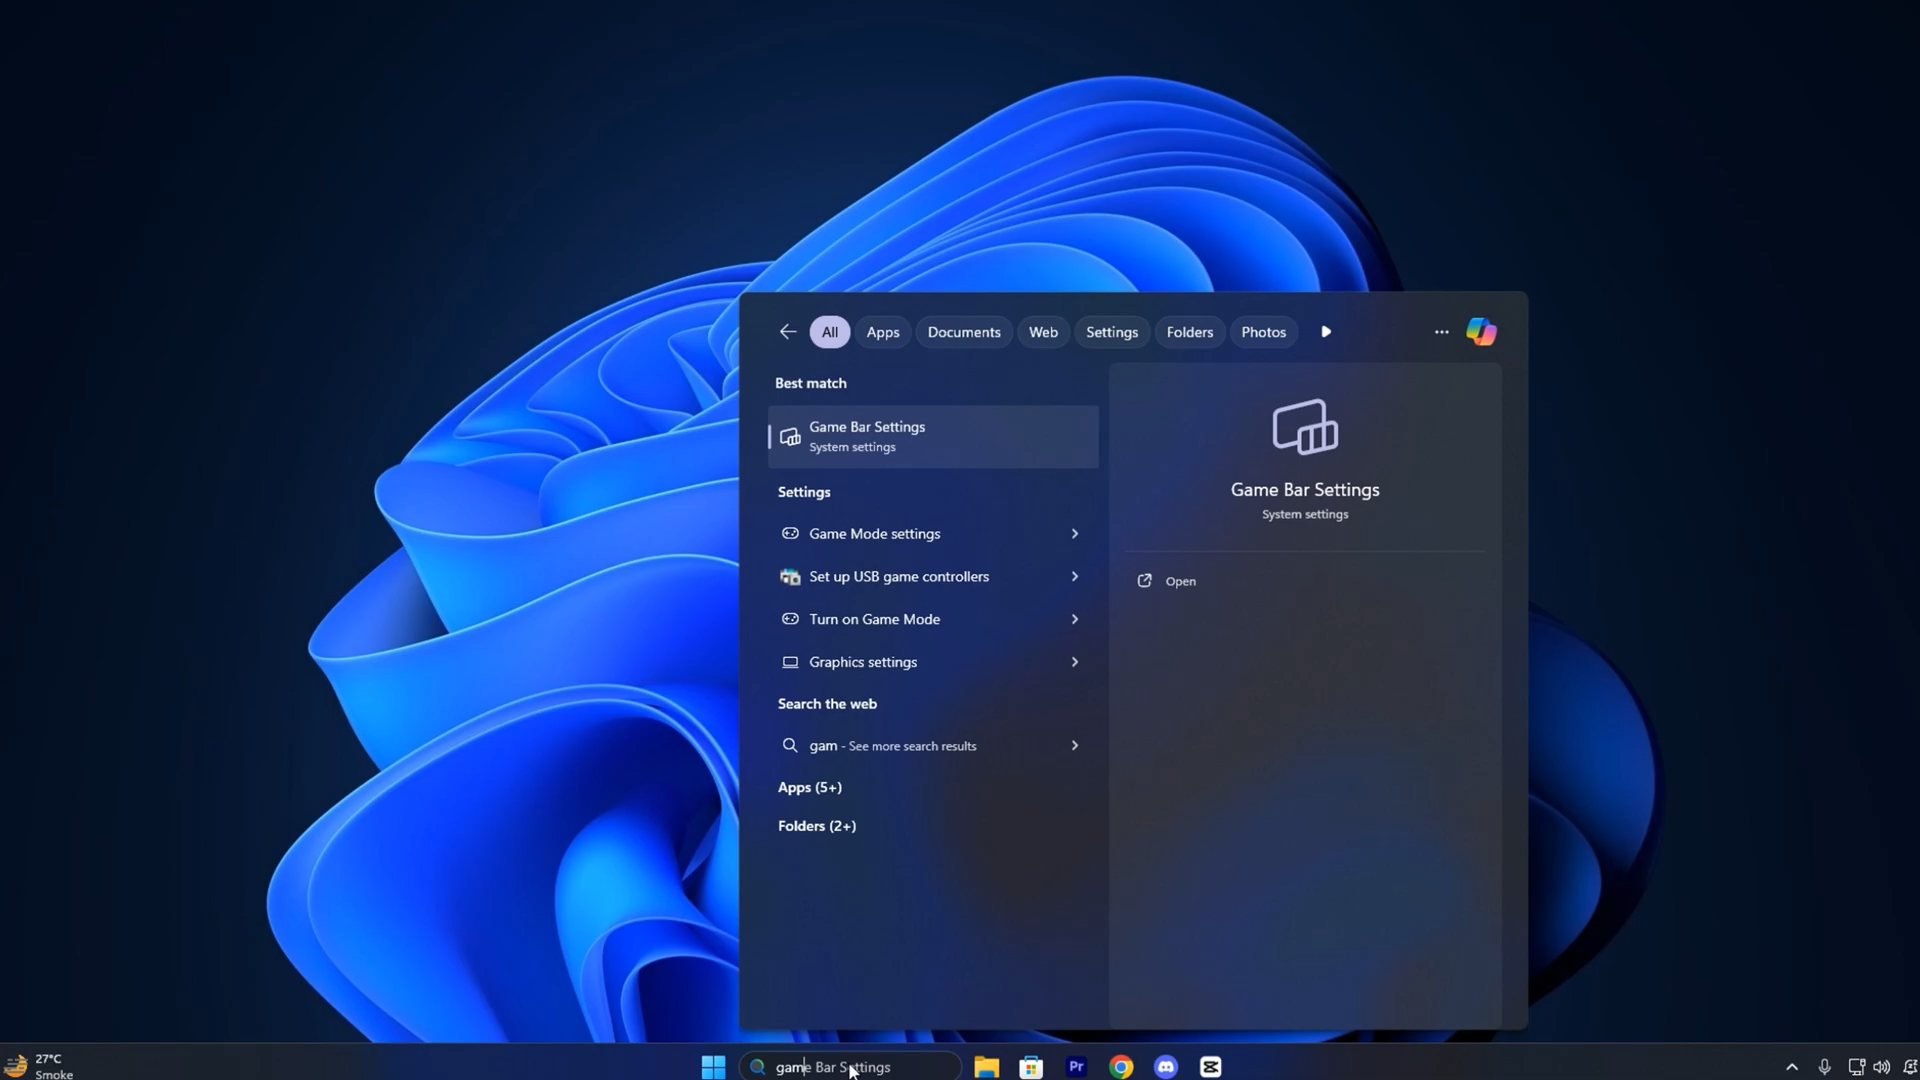 All
Apps
Documents
Web
Settings
Folders
Photos
Best match
Game Bar Settings
System settings
Settings
Game Mode settings
Set up USB game controllers
Turn on Game Mode
Graphics settings
Search the web
gam - See more search results
Apps (5+)
Folders (2+)
Game Bar Settings
System settings
Open
27°C
Smoke
game Bar Settings
Pr